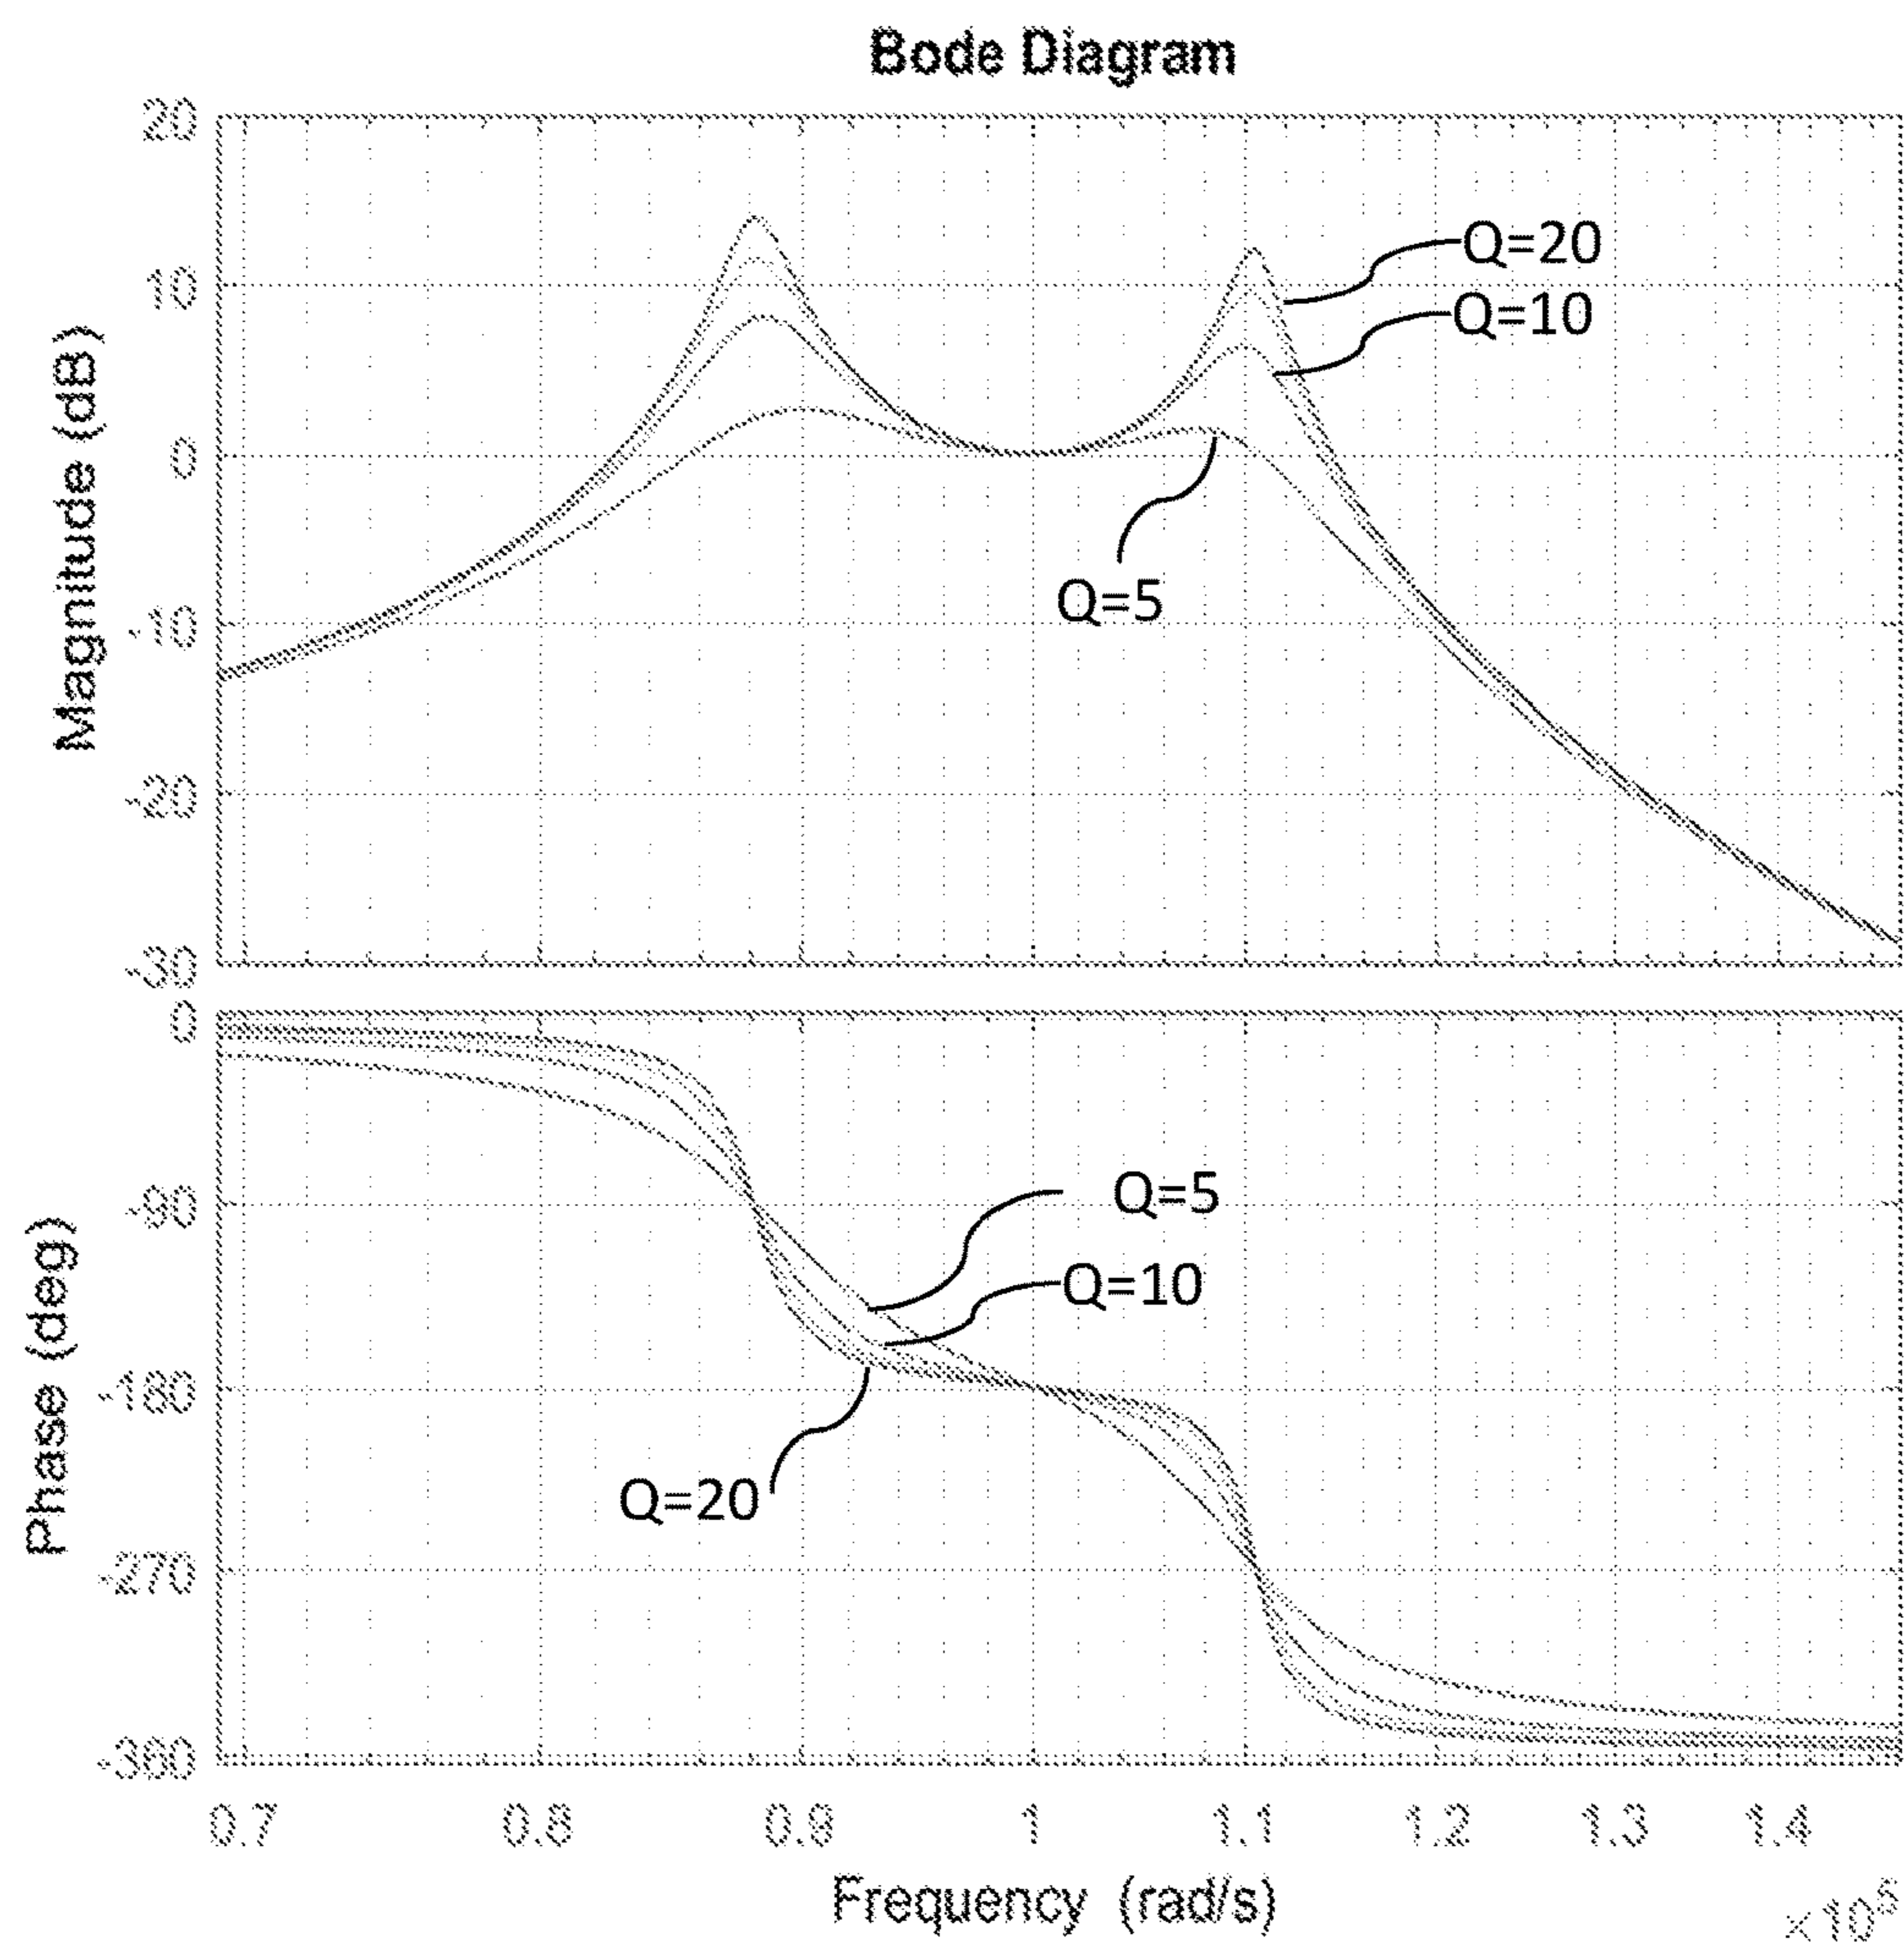 Bode Diagram
Magnitude (dB)
20
10
0
-10
-20
-30
Q=20
Q=10
Q=5
Phase (deg)
0
-90
-180
-270
-360
Q=5
Q=10
Q=20
0.7 0.8 0.9 1 1.1 1.2 1.3 1.4
Frequency (rad/s)